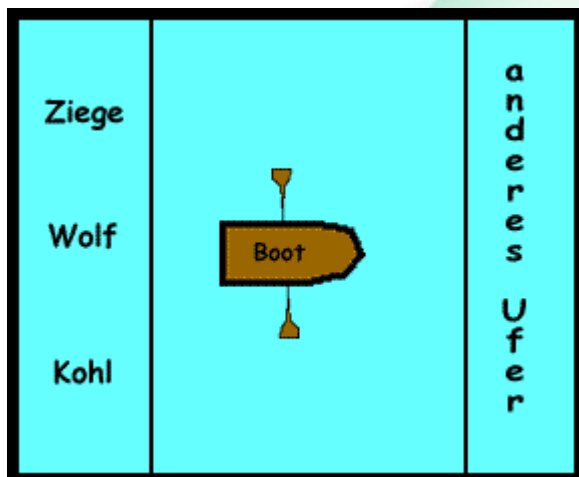 Ziege
Wolf
Boot
Kohl
anderes Ufer